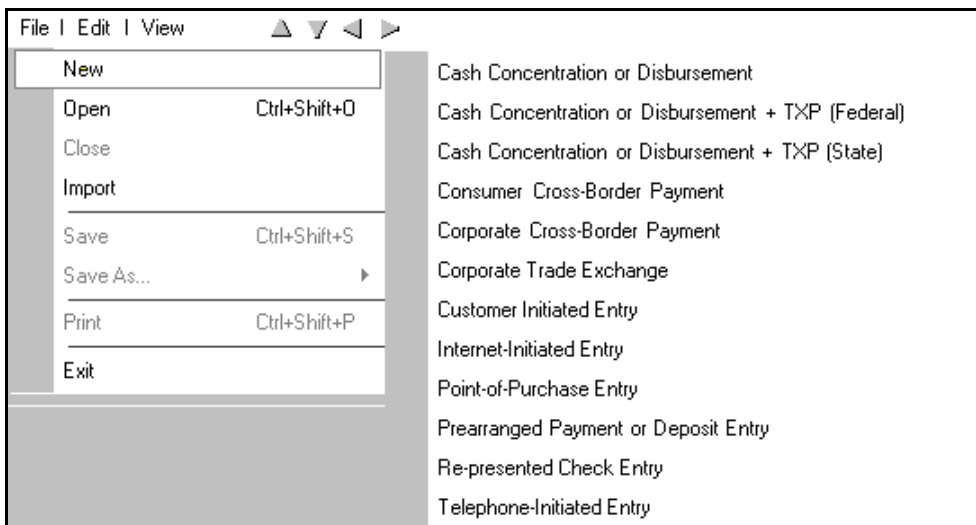 File | Edit | View
New
Open Ctrl+Shift+O
Close
Import
Save Ctrl+Shift+S
Save As...
Print Ctrl+Shift+P
Exit
Cash Concentration or Disbursement
Cash Concentration or Disbursement + TXP (Federal)
Cash Concentration or Disbursement + TXP (State)
Consumer Cross-Border Payment
Corporate Cross-Border Payment
Corporate Trade Exchange
Customer Initiated Entry
Internet-Initiated Entry
Point-of-Purchase Entry
Prearranged Payment or Deposit Entry
Re-presented Check Entry
Telephone-Initiated Entry